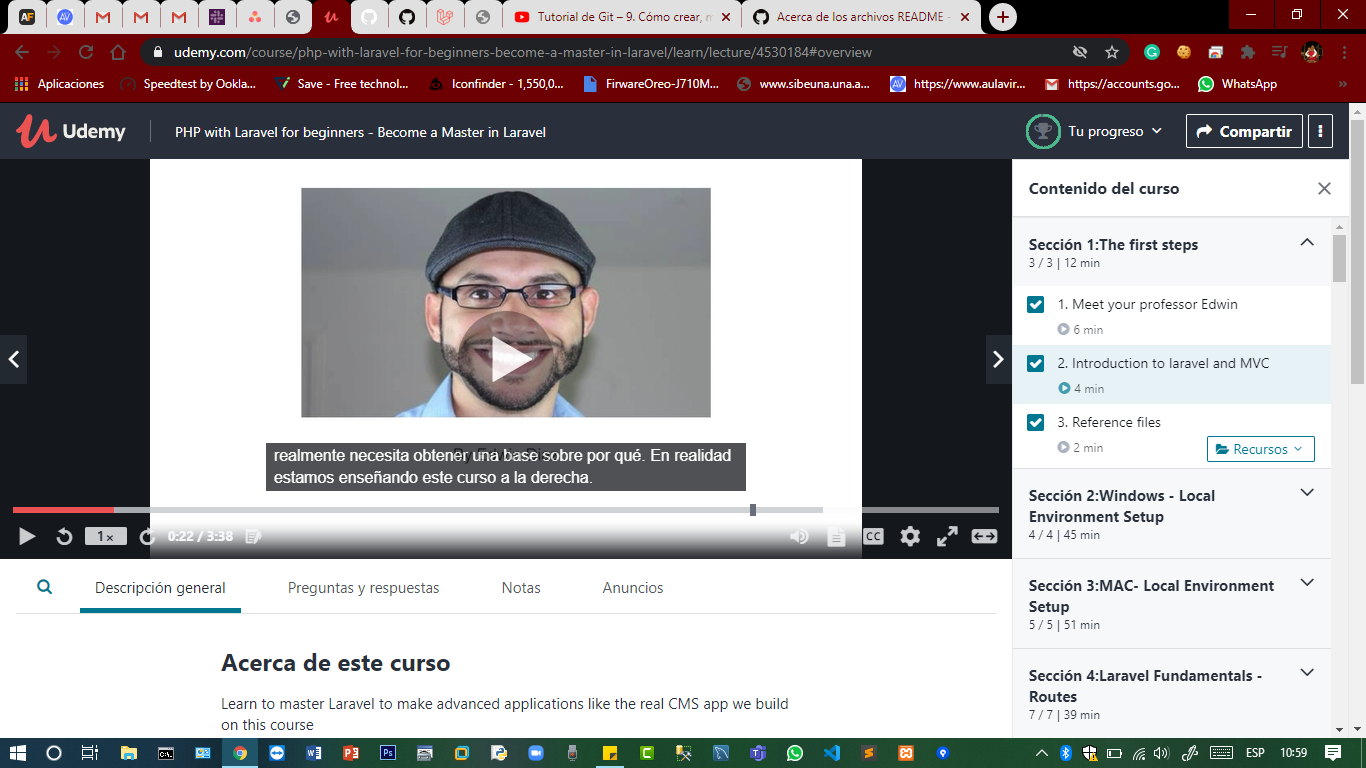 AF
AV
Tutorial de Git – 9. Cómo crear, m
Acerca de los archivos README -
udemy.com/course/php-with-laravel-for-beginners-become-a-master-in-laravel/learn/lecture/4530184#overview
Aplicaciones
Speedtest by Ookla...
Save - Free technol...
Iconfinder - 1,550,0...
FirwareOreo-J710M...
www.sibeuna.una.a...
AV
https://www.aulavir...
https://accounts.go...
WhatsApp
»
Udemy
PHP with Laravel for beginners - Become a Master in Laravel
Tu progreso
Compartir
realmente necesita obtener una base sobre por qué. En realidad
estamos enseñando este curso a la derecha.
1×
0:22 / 3:38
CC
Contenido del curso
Sección 1:The first steps
3 / 3 | 12 min
1. Meet your professor Edwin
6 min
2. Introduction to laravel and MVC
4 min
3. Reference files
2 min
Recursos
Sección 2:Windows - Local
Environment Setup
4 / 4 | 45 min
Sección 3:MAC- Local Environment
Setup
5 / 5 | 51 min
Sección 4:Laravel Fundamentals -
Routes
7 / 7 | 39 min
Descripción general
Preguntas y respuestas
Notas
Anuncios
Acerca de este curso
Learn to master Laravel to make advanced applications like the real CMS app we build
on this course
ESP
10:59